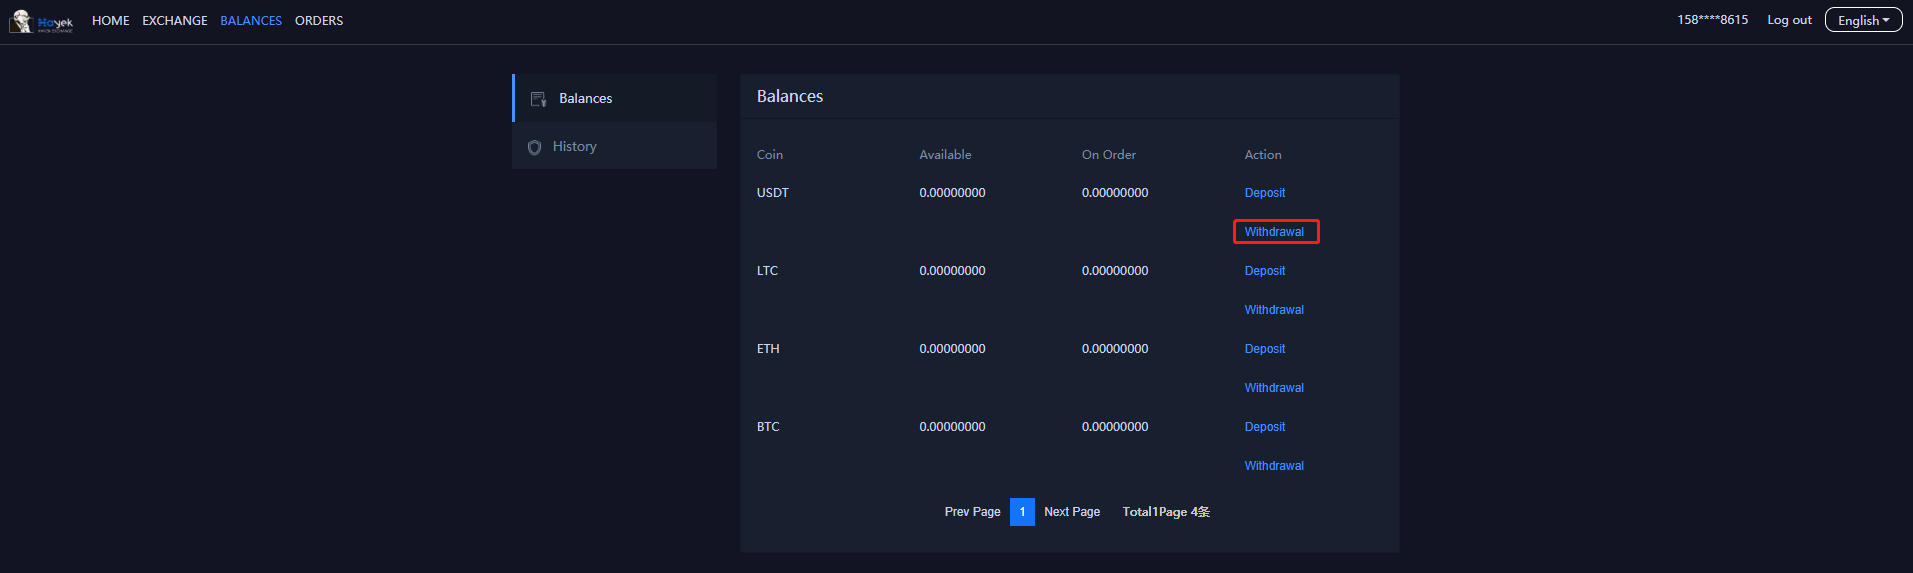 Hayek HOME EXCHANGE BALANCES ORDERS 158****8615 Log out English
HAYEK EXCHANGE
Balances
History
Balances
Coin Available On Order Action
USDT 0.00000000 0.00000000 Deposit
Withdrawal
LTC 0.00000000 0.00000000 Deposit
Withdrawal
ETH 0.00000000 0.00000000 Deposit
Withdrawal
BTC 0.00000000 0.00000000 Deposit
Withdrawal
Prev Page 1 Next Page Total1Page 4条